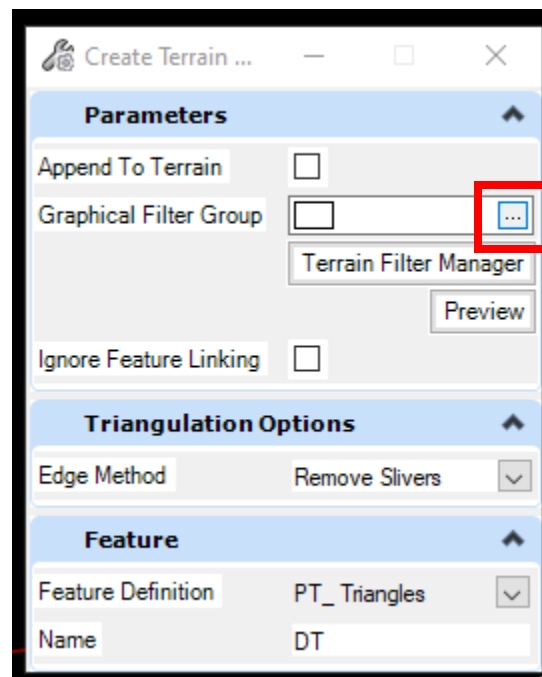 Create Terrain ...
Parameters
Append To Terrain
Graphical Filter Group ...
Terrain Filter Manager
Preview
Ignore Feature Linking
Triangulation Options
Edge Method Remove Slivers
Feature
Feature Definition PT_ Triangles
Name DT